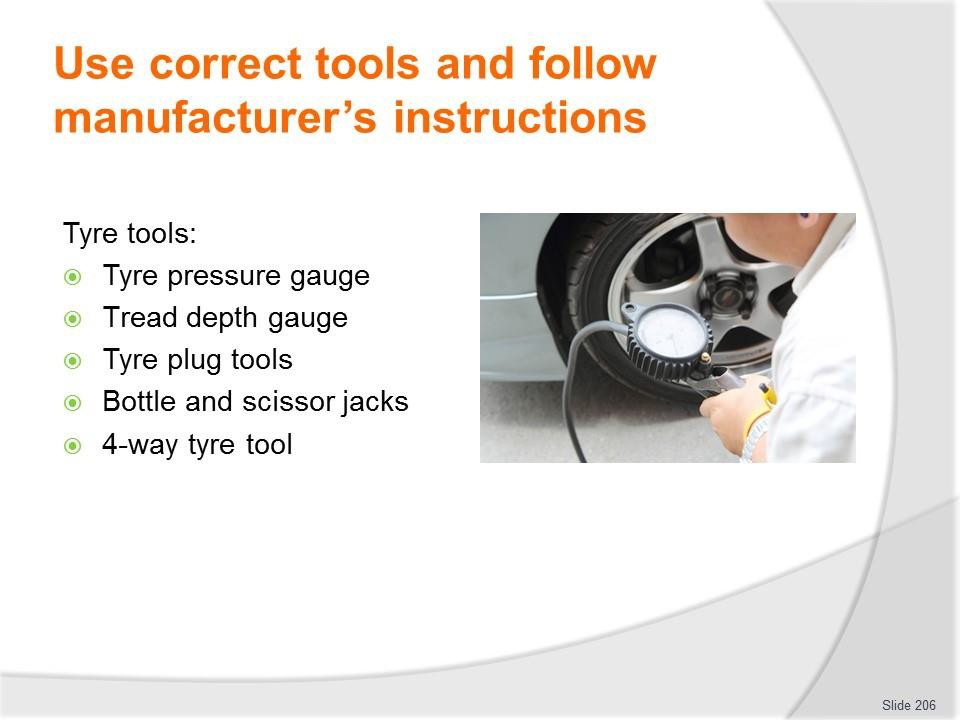 Use correct tools and follow
manufacturer’s instructions
Tyre tools:
Tyre pressure gauge
Tread depth gauge
Tyre plug tools
Bottle and scissor jacks
4-way tyre tool
Slide 206